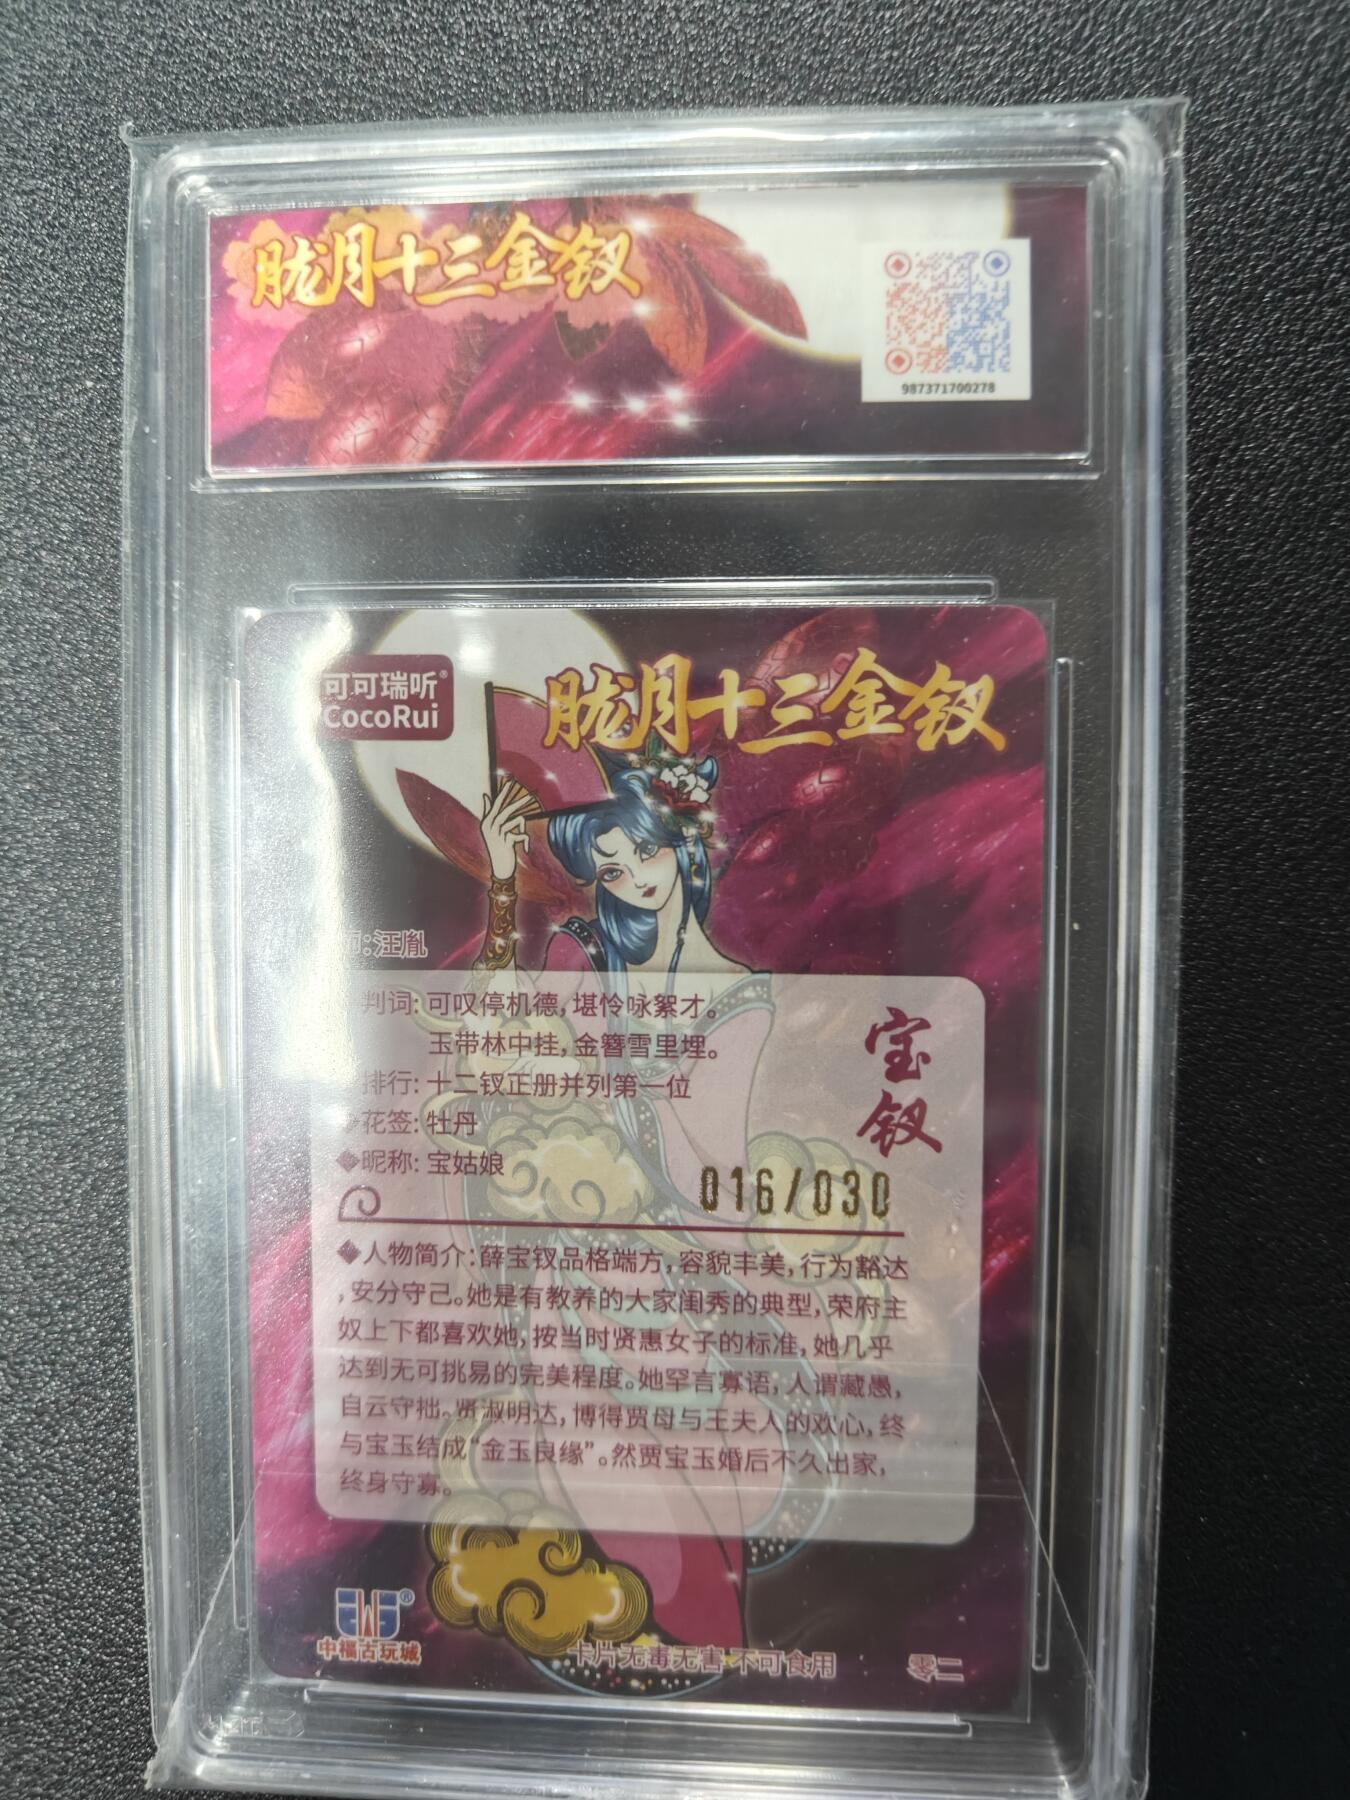 胧月十三金钗
987371700278
可可瑞听®
CocoRui
胧月十三金钗
:汪胤
判词:可叹停机德,堪怜咏絮才。
玉带林中挂,金簪雪里埋。
宝钗
排行:十二钗正册并列第一位
花签:牡丹
◆昵称:宝姑娘
016/030
◆人物简介:薛宝钗品格端方,容貌丰美,行为豁达
,安分守己。她是有教养的大家闺秀的典型,荣府主
奴上下都喜欢她,按当时贤惠女子的标准,她几乎
达到无可挑易的完美程度。她罕言寡语,人谓藏愚,
自云守拙。贤淑明达,博得贾母与王夫人的欢心,终
与宝玉结成“金玉良缘”。然贾宝玉婚后不久出家,
终身守寡。
®
中福古玩城
卡片无毒无害 不可食用
零二